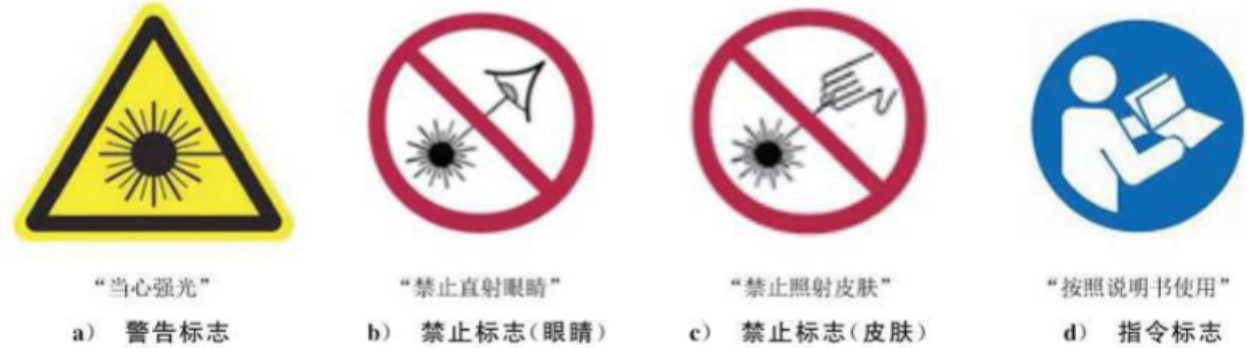 “当心强光”
“禁止直射眼睛”
“禁止照射皮肤”
“按照说明书使用”
a） 警告标志
b） 禁止标志（眼睛）
c） 禁止标志（皮肤）
d） 指令标志